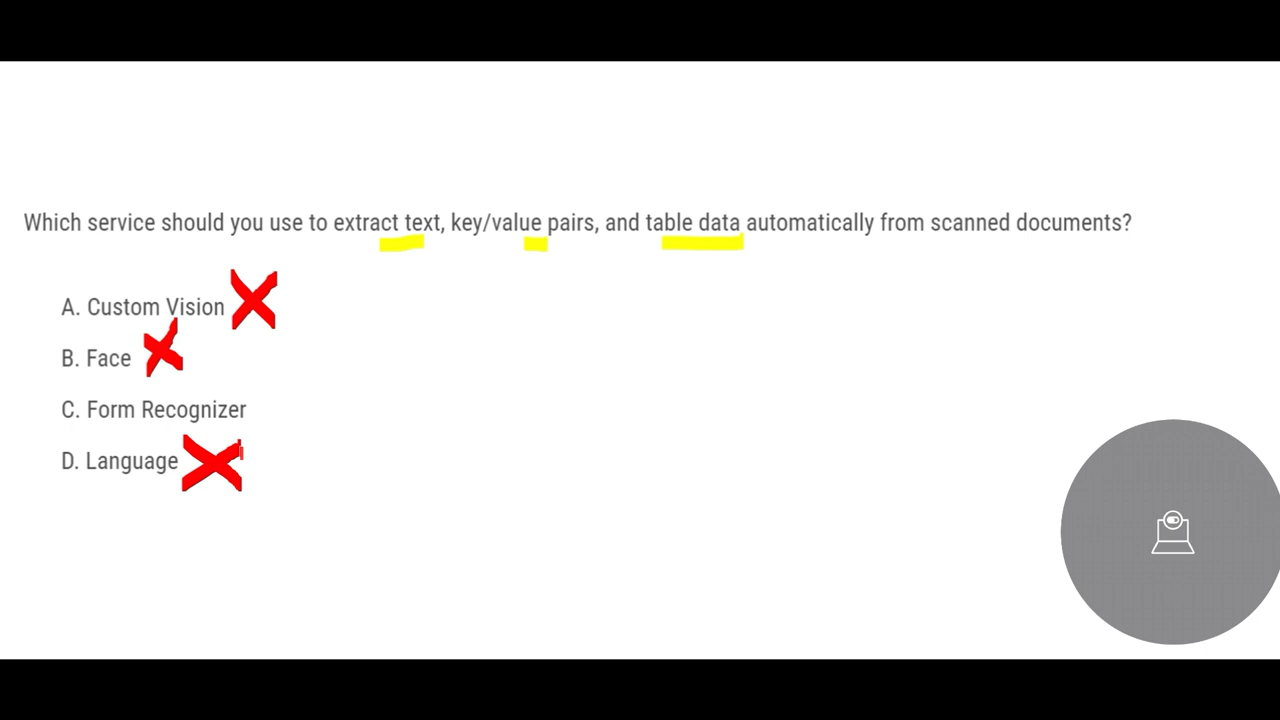 Which service should you use to extract text, key/value pairs, and table data automatically from scanned documents?
A. Custom Vision
B. Face
C. Form Recognizer
D. Language